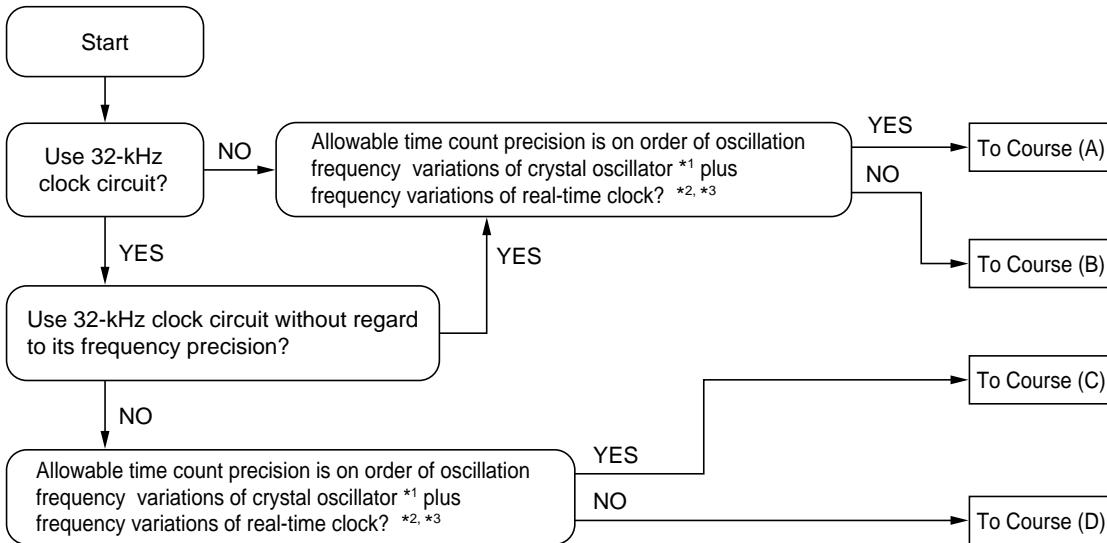 Start
Use 32-kHz
clock circuit?
NO
YES
Allowable time count precision is on order of oscillation
frequency variations of crystal oscillator *1 plus
frequency variations of real-time clock? *2, *3
YES
To Course (A)
NO
To Course (B)
Use 32-kHz clock circuit without regard
to its frequency precision?
YES
NO
Allowable time count precision is on order of oscillation
frequency variations of crystal oscillator *1 plus
frequency variations of real-time clock? *2, *3
YES
To Course (C)
NO
To Course (D)